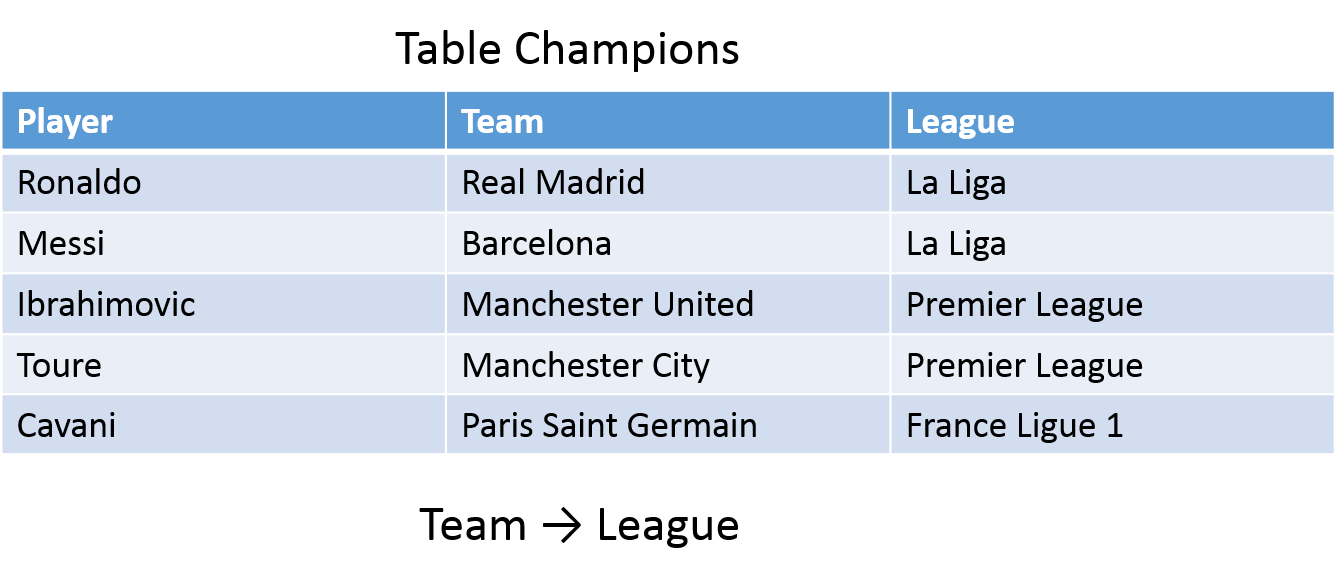 Table Champions
Player Team League
Ronaldo Real Madrid La Liga
Messi Barcelona La Liga
Ibrahimovic Manchester United Premier League
Toure Manchester City Premier League
Cavani Paris Saint Germain France Ligue 1
Team → League